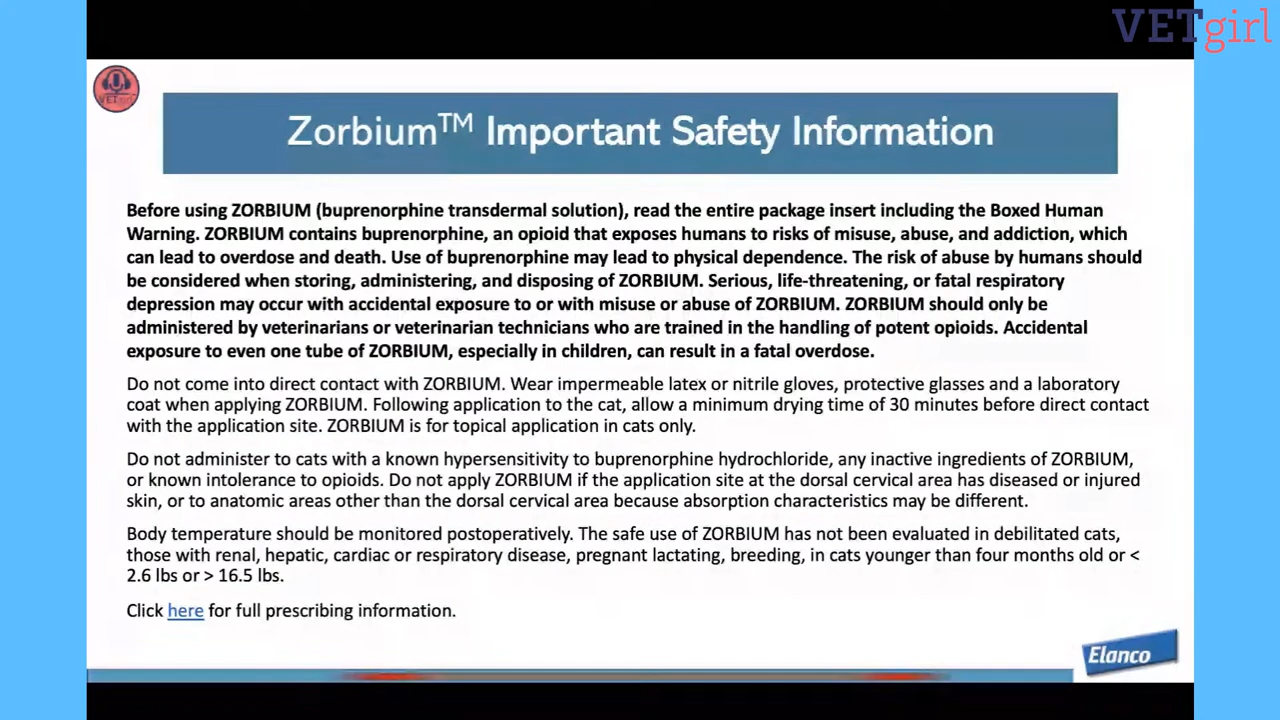 VETgirl
VETgirl
Zorbium™ Important Safety Information
Before using ZORBIUM (buprenorphine transdermal solution), read the entire package insert including the Boxed Human
Warning. ZORBIUM contains buprenorphine, an opioid that exposes humans to risks of misuse, abuse, and addiction, which
can lead to overdose and death. Use of buprenorphine may lead to physical dependence. The risk of abuse by humans should
be considered when storing, administering, and disposing of ZORBIUM. Serious, life-threatening, or fatal respiratory
depression may occur with accidental exposure to or with misuse or abuse of ZORBIUM. ZORBIUM should only be
administered by veterinarians or veterinarian technicians who are trained in the handling of potent opioids. Accidental
exposure to even one tube of ZORBIUM, especially in children, can result in a fatal overdose.
Do not come into direct contact with ZORBIUM. Wear impermeable latex or nitrile gloves, protective glasses and a laboratory
coat when applying ZORBIUM. Following application to the cat, allow a minimum drying time of 30 minutes before direct contact
with the application site. ZORBIUM is for topical application in cats only.
Do not administer to cats with a known hypersensitivity to buprenorphine hydrochloride, any inactive ingredients of ZORBIUM,
or known intolerance to opioids. Do not apply ZORBIUM if the application site at the dorsal cervical area has diseased or injured
skin, or to anatomic areas other than the dorsal cervical area because absorption characteristics may be different.
Body temperature should be monitored postoperatively. The safe use of ZORBIUM has not been evaluated in debilitated cats,
those with renal, hepatic, cardiac or respiratory disease, pregnant lactating, breeding, in cats younger than four months old or <
2.6 lbs or > 16.5 lbs.
Click here for full prescribing information.
Elanco